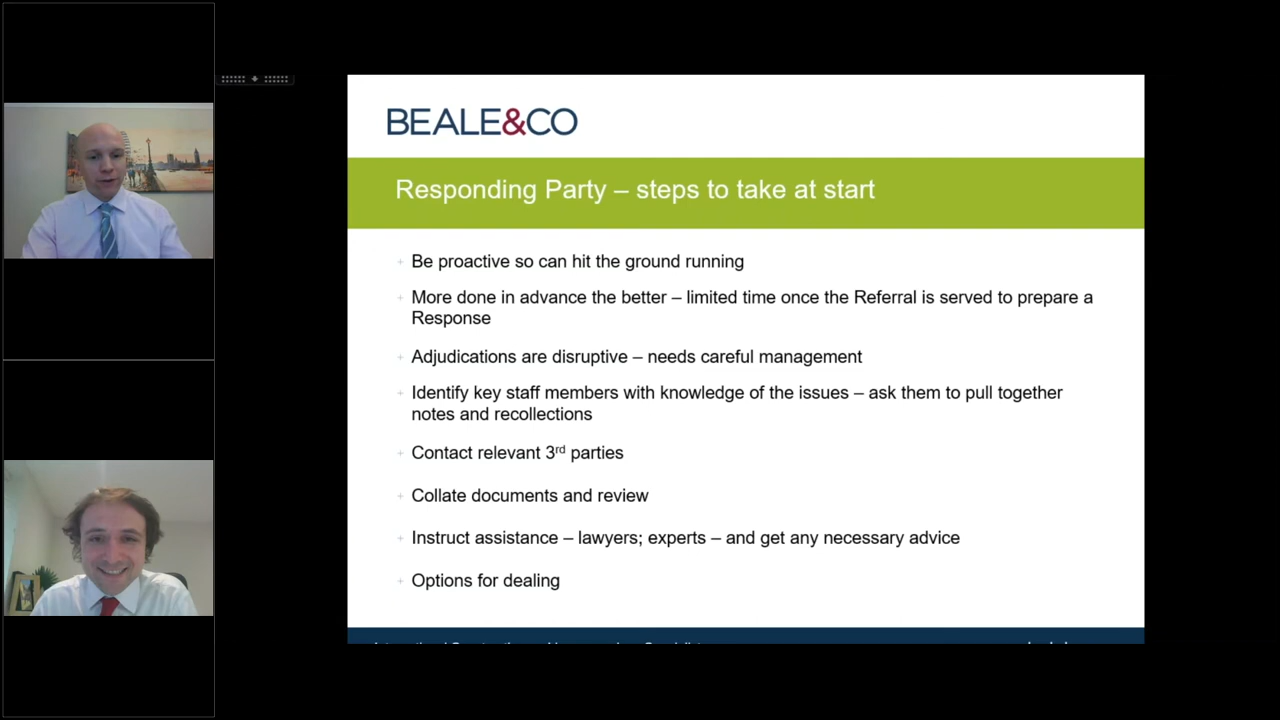 BEALE&CO
Responding Party – steps to take at start
Be proactive so can hit the ground running
More done in advance the better – limited time once the Referral is served to prepare a
Response
Adjudications are disruptive – needs careful management
Identify key staff members with knowledge of the issues – ask them to pull together
notes and recollections
Contact relevant 3rd parties
Collate documents and review
Instruct assistance – lawyers; experts – and get any necessary advice
Options for dealing